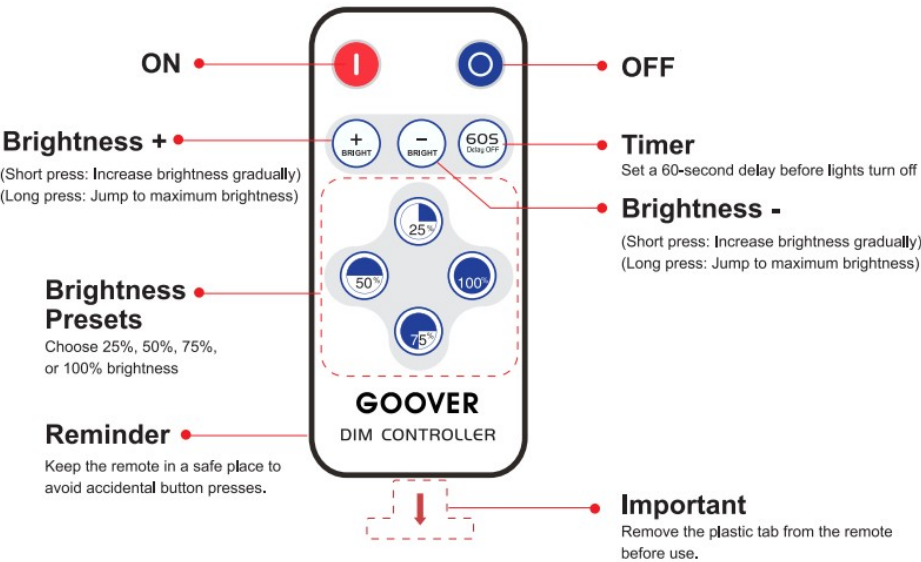 ON
OFF
Brightness +
(Short press: Increase brightness gradually)
(Long press: Jump to maximum brightness)
+
BRIGHT
−
BRIGHT
60S
Delay OFF
Timer
Set a 60-second delay before lights turn off
Brightness -
(Short press: Increase brightness gradually)
(Long press: Jump to maximum brightness)
25%
50%
100%
75%
Brightness
Presets
Choose 25%, 50%, 75%,
or 100% brightness
GOOVER
DIM CONTROLLER
Reminder
Keep the remote in a safe place to
avoid accidental button presses.
Important
Remove the plastic tab from the remote
before use.